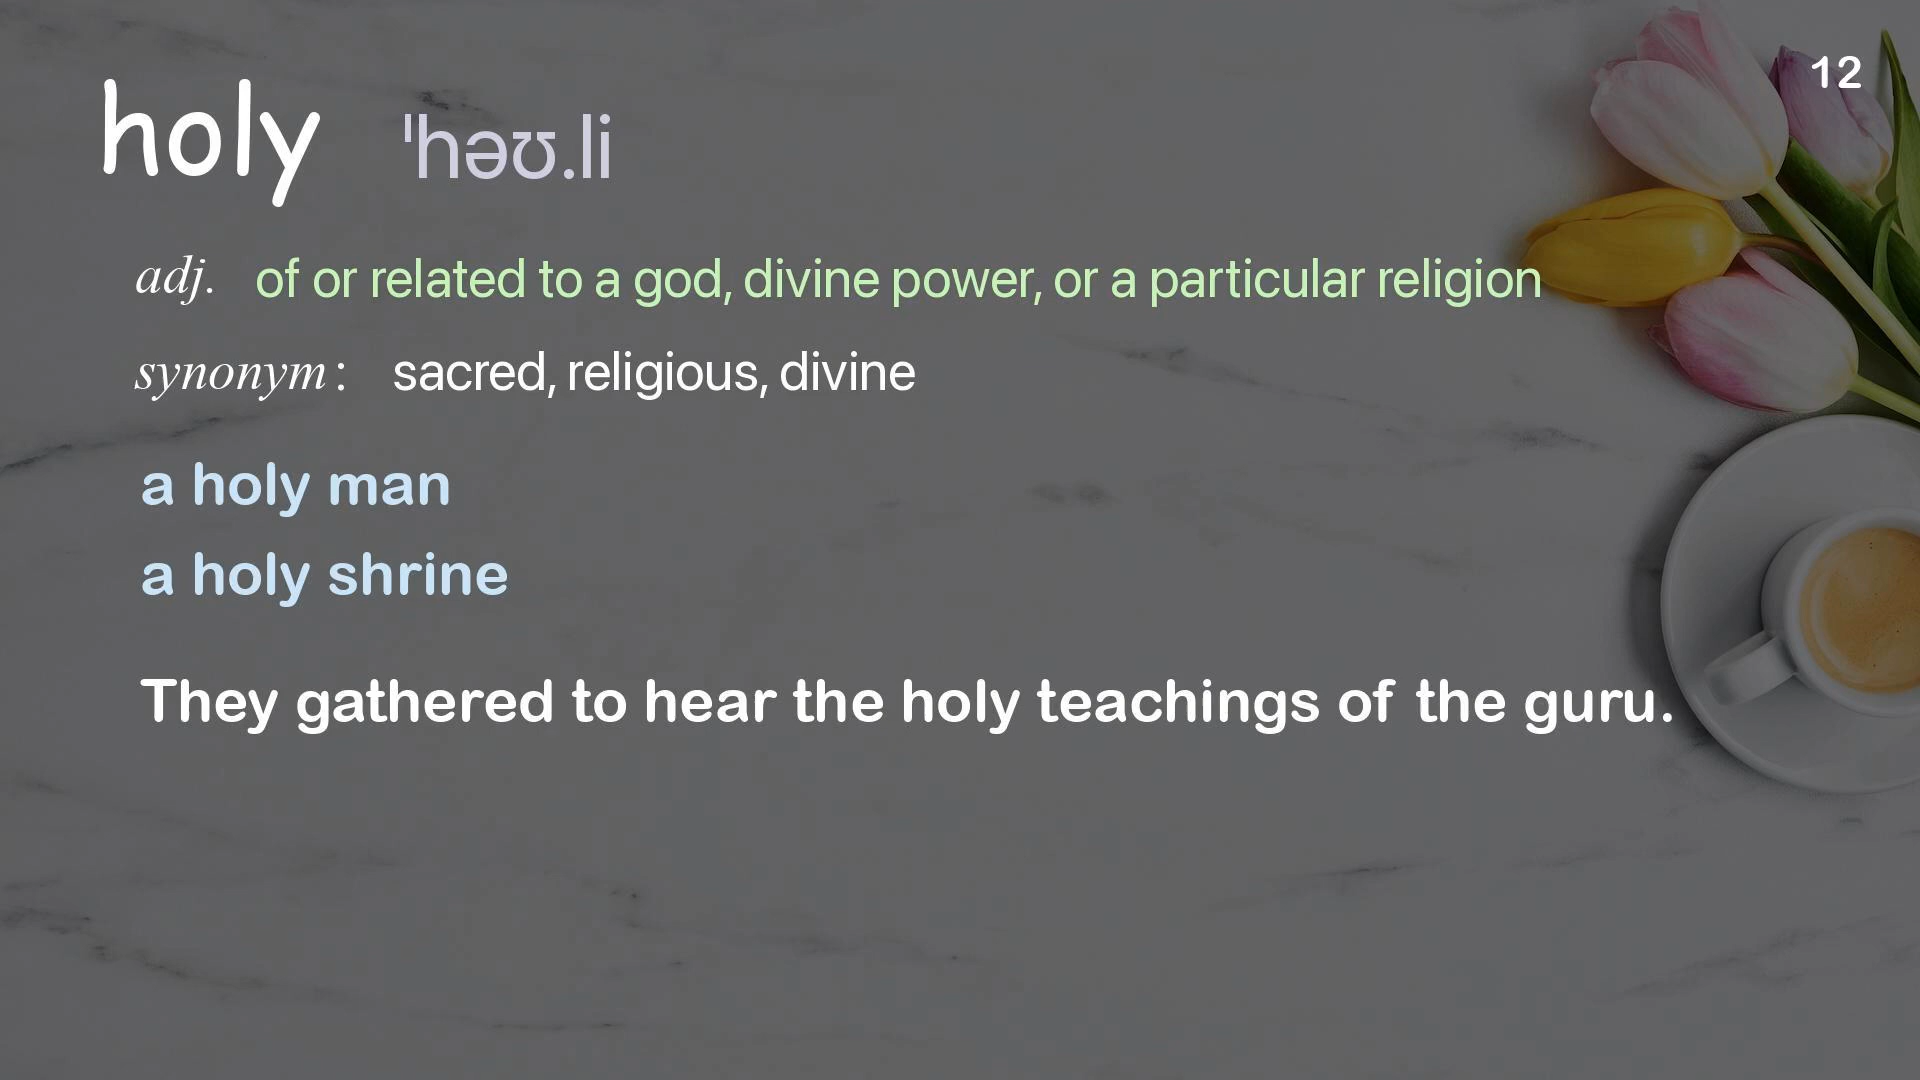 12
holy ˈhəʊ.li
adj. of or related to a god, divine power, or a particular religion
synonym : sacred, religious, divine
a holy man
a holy shrine
They gathered to hear the holy teachings of the guru.